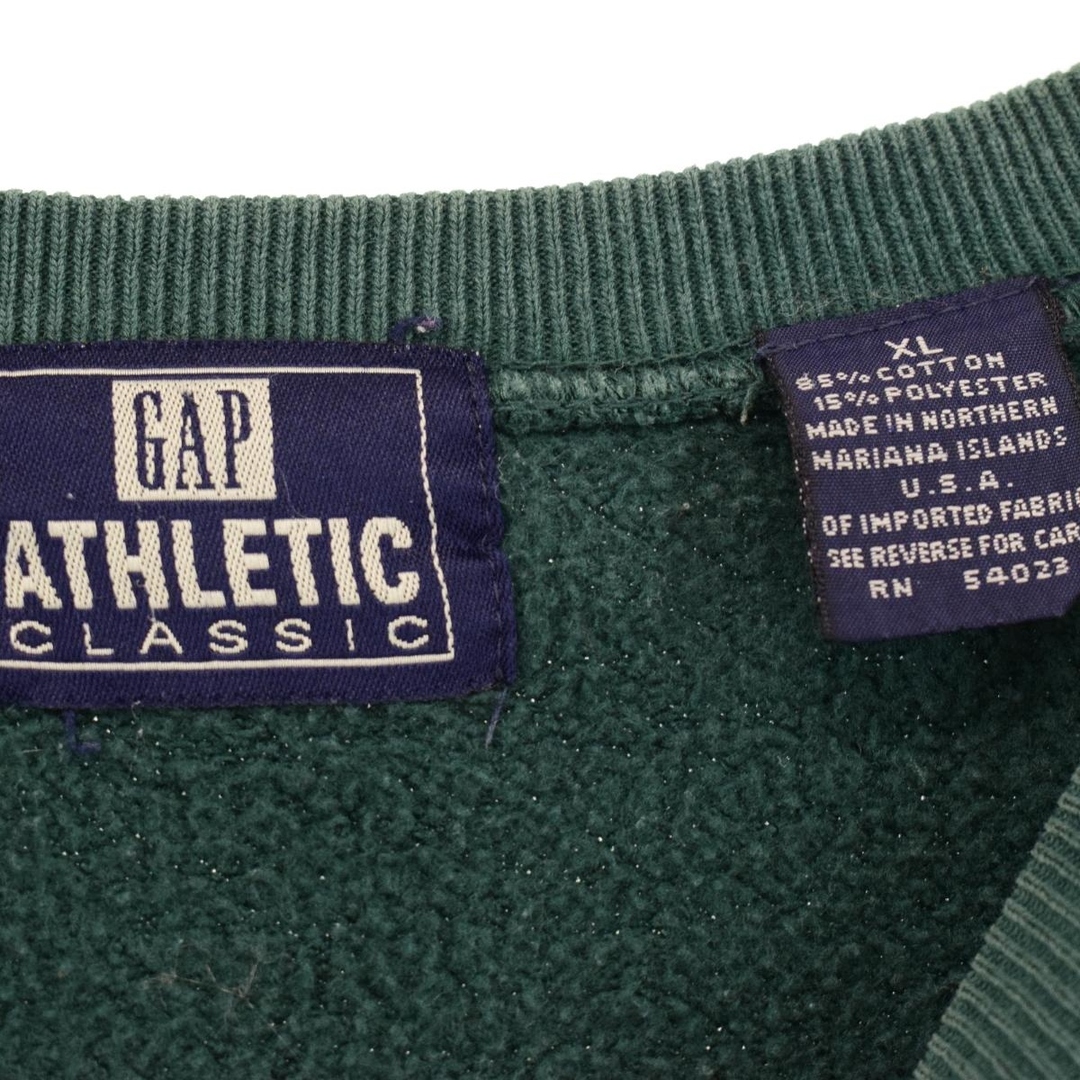 GAP
ATHLETIC
CLASSIC
XL
85% COTTON
15% POLYESTER
MADE IN NORTHERN
MARIANA ISLANDS
U.S.A.
OF IMPORTED FABRIC
SEE REVERSE FOR CAR
RN 54023